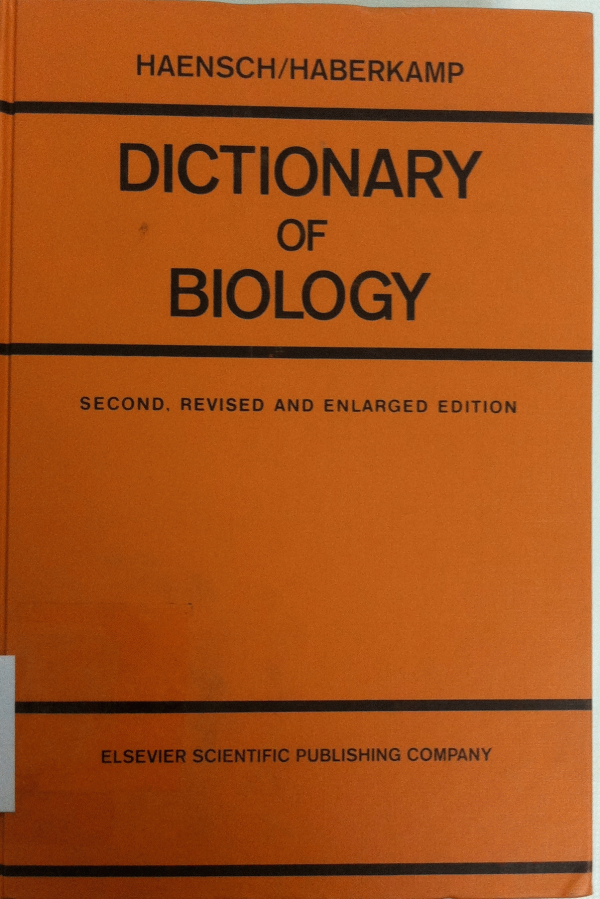 HAENSCH/HABERKAMP
DICTIONARY
OF
BIOLOGY
SECOND, REVISED AND ENLARGED EDITION
ELSEVIER SCIENTIFIC PUBLISHING COMPANY